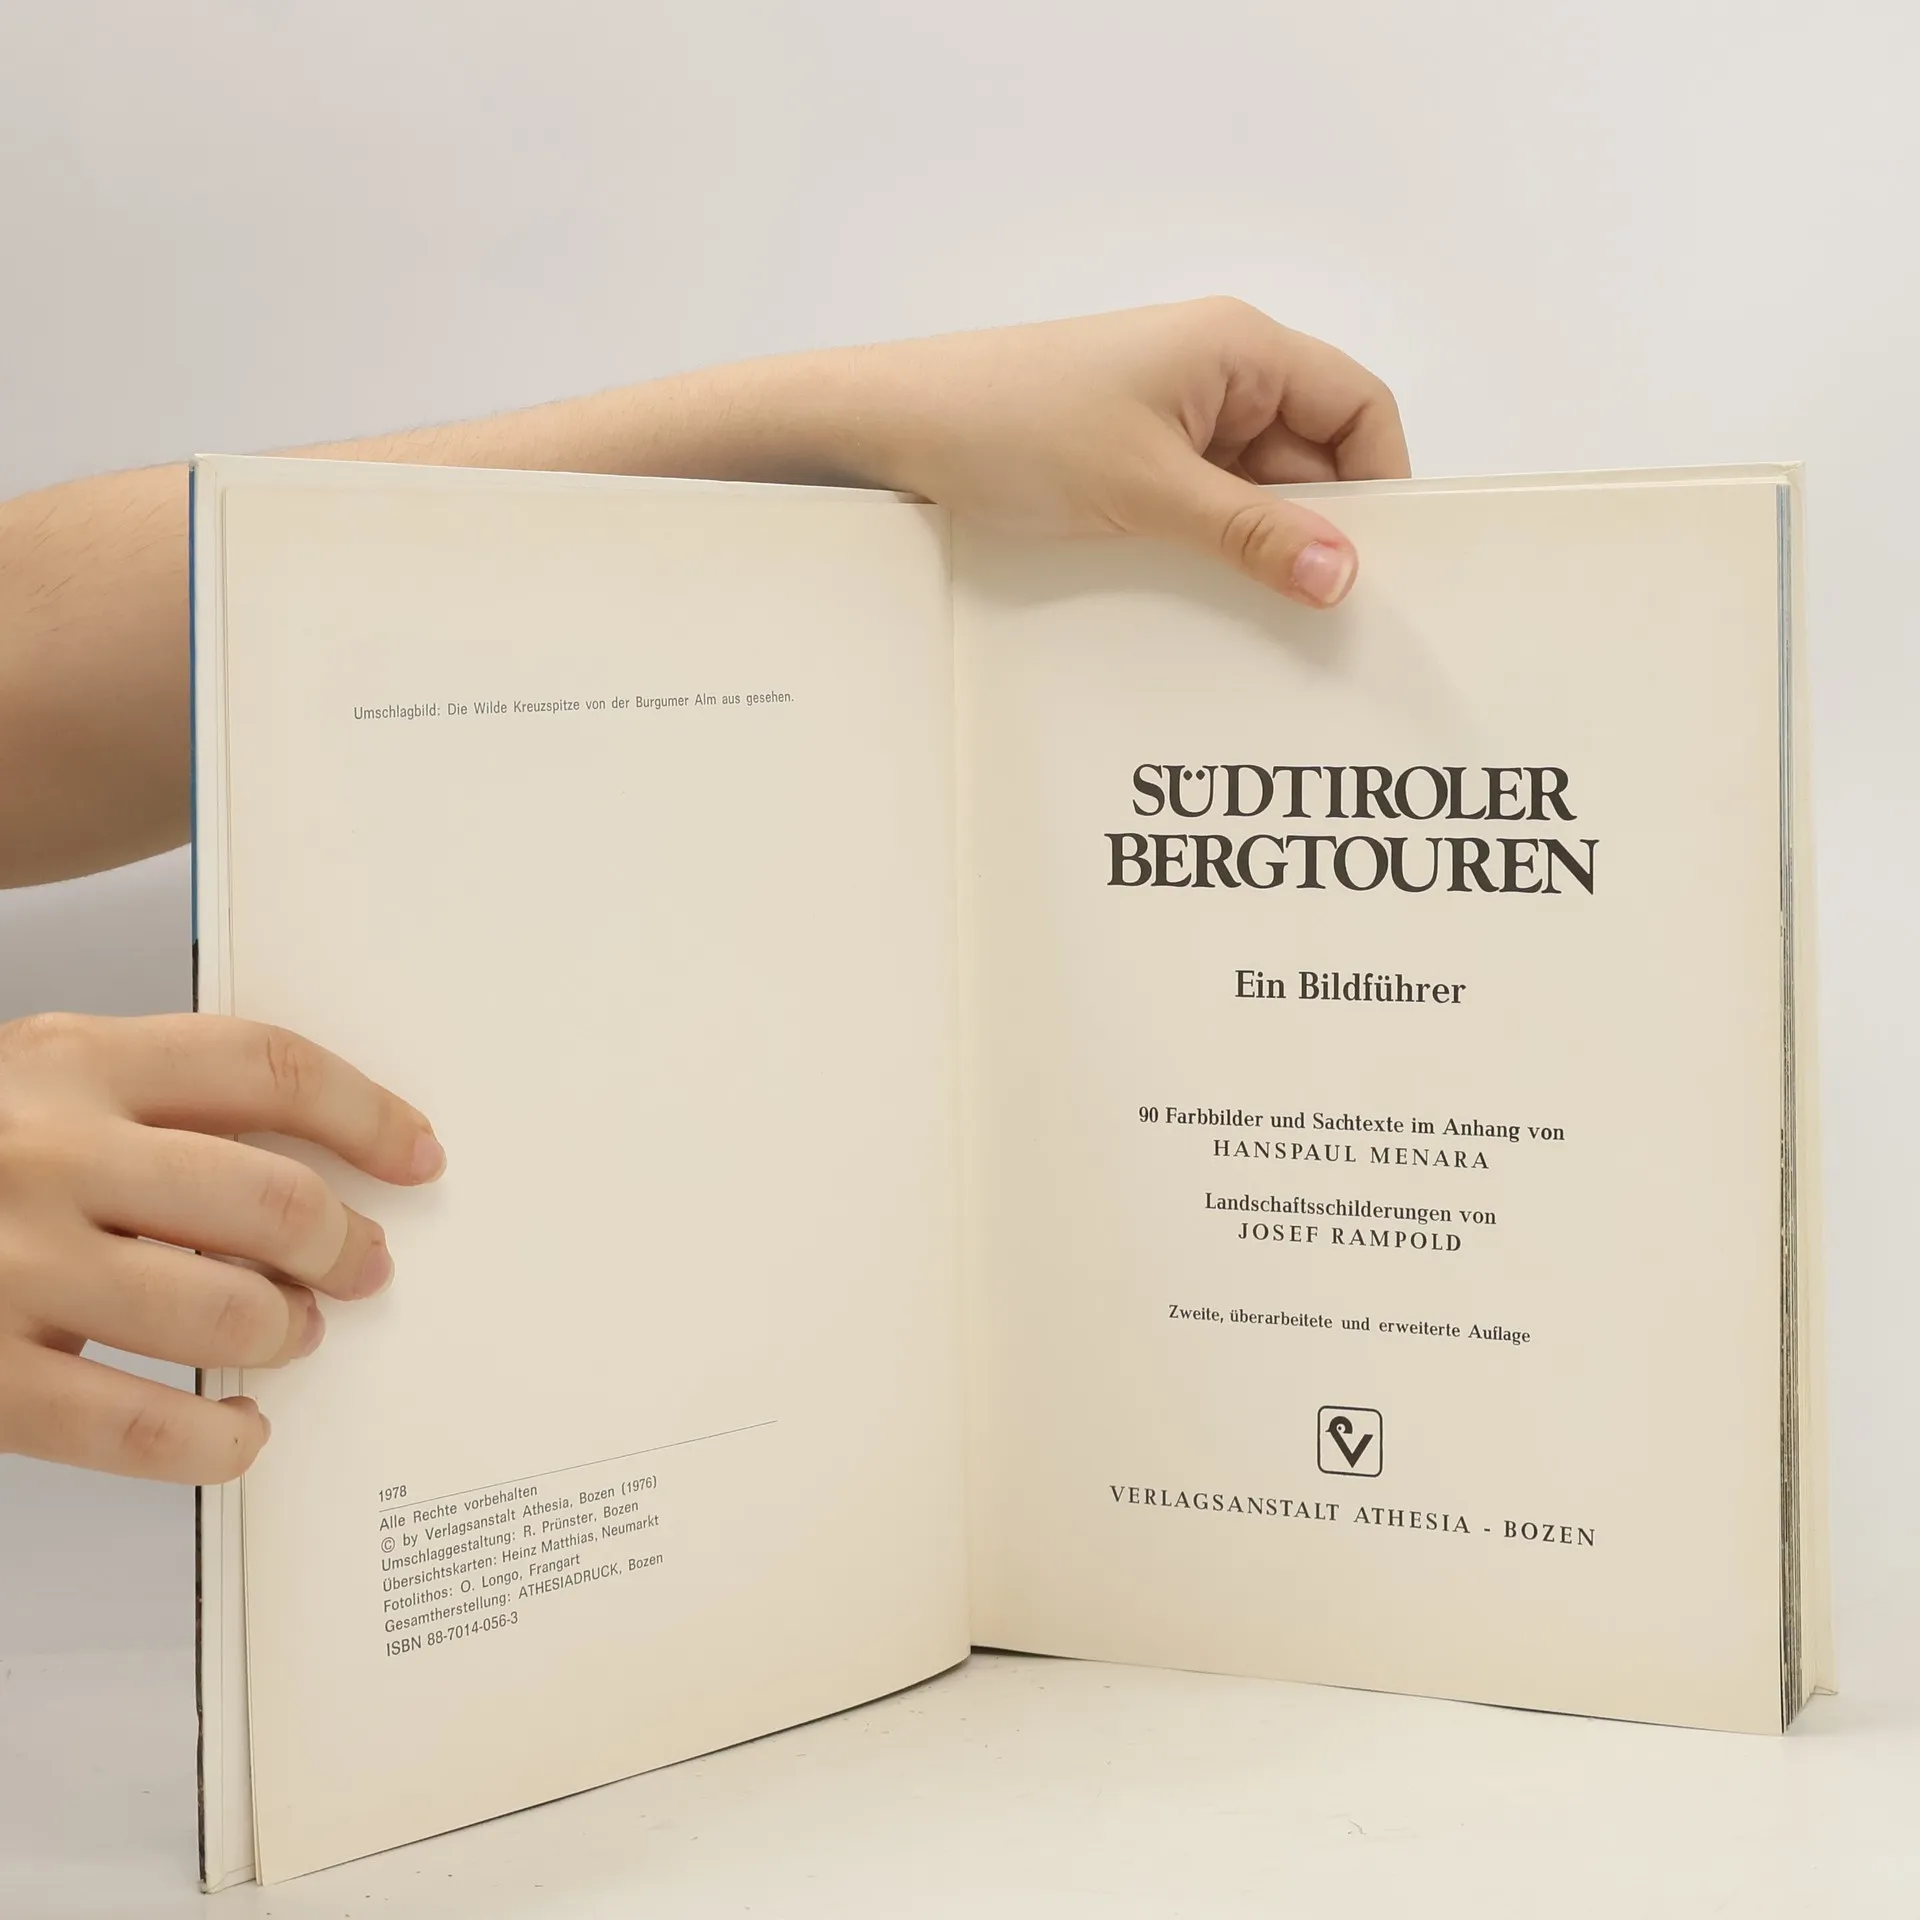 Umschlagbild: Die Wilde Kreuzspitze von der Burgumer Alm aus gesehen.
1978
Alle Rechte vorbehalten
© by Verlagsanstalt Athesia, Bozen (1976)
Umschlaggestaltung: R. Prünster, Bozen
Übersichtskarten: Heinz Matthias, Neumarkt
Fotolithos: O. Longo, Frangart
Gesamtherstellung: ATHESIADRUCK, Bozen
ISBN 88-7014-056-3
SÜDTIROLER
BERGTOUREN
Ein Bildführer
90 Farbbilder und Sachtexte im Anhang von
HANSPAUL MENARA
Landschaftsschilderungen von
JOSEF RAMPOLD
Zweite, überarbeitete und erweiterte Auflage
VERLAGSANSTALT ATHESIA - BOZEN